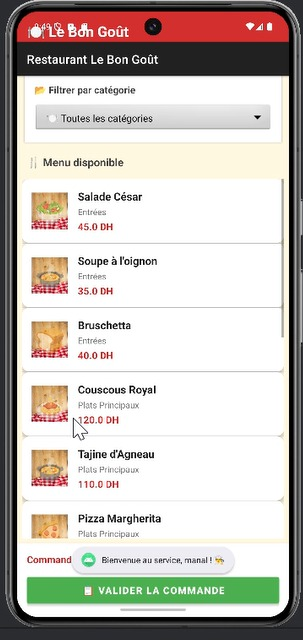 🍽 Le Bon Goût
Restaurant Le Bon Goût
📂 Filtrer par catégorie
🍽 Toutes les catégories
🍴 Menu disponible
Salade César
Entrées
45.0 DH
Soupe à l'oignon
Entrées
35.0 DH
Bruschetta
Entrées
40.0 DH
Couscous Royal
Plats Principaux
120.0 DH
Tajine d'Agneau
Plats Principaux
110.0 DH
Pizza Margherita
Plats Principaux
Command
Bienvenue au service, manal ! 👨‍🍳
📋 VALIDER LA COMMANDE